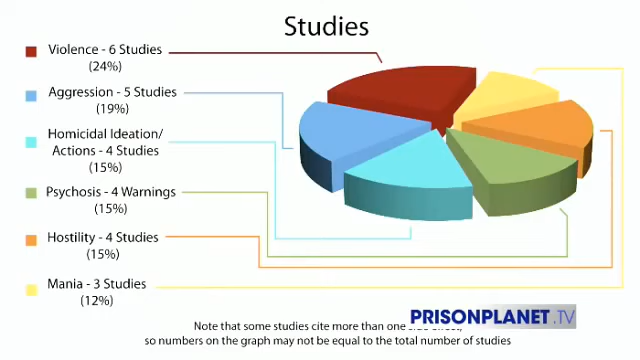 Studies
Violence - 6 Studies
(24%)
Aggression - 5 Studies
(19%)
Homicidal Ideation/
Actions - 4 Studies
(15%)
Psychosis - 4 Warnings
(15%)
Hostility - 4 Studies
(15%)
Mania - 3 Studies
(12%)
PRISONPLANET.TV
Note that some studies cite more than one
so numbers on the graph may not be equal to the total number of studies